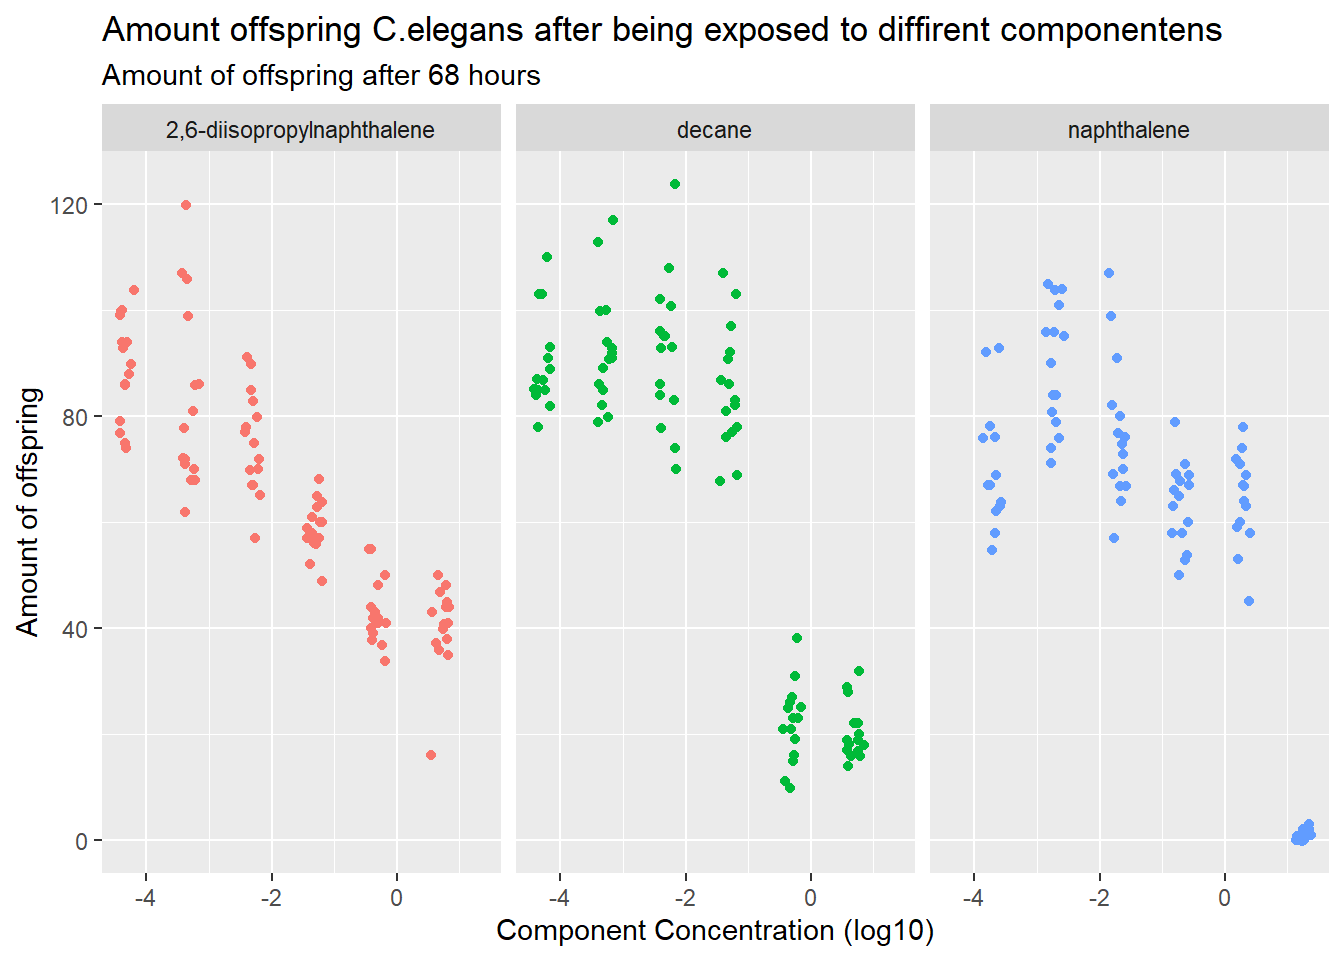 Amount offspring C.elegans after being exposed to diffirent componentens
Amount of offspring after 68 hours
2,6-diisopropylnaphthalene decane naphthalene
120
80
40
0
Amount of offspring
-4 -2 0 -4 -2 0 -4 -2 0
Component Concentration (log10)